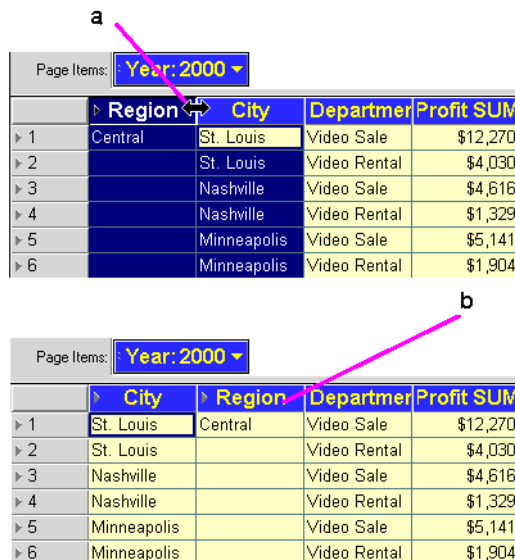 a
Page Items: Year: 2000
Region City Departmer Profit SUM
1 Central St. Louis Video Sale $12,270
2 St. Louis Video Rental $4,030
3 Nashville Video Sale $4,616
4 Nashville Video Rental $1,329
5 Minneapolis Video Sale $5,141
6 Minneapolis Video Rental $1,904
b
Page Items: Year: 2000
City Region Departmer Profit SUM
1 St. Louis Central Video Sale $12,270
2 St. Louis Video Rental $4,030
3 Nashville Video Sale $4,616
4 Nashville Video Rental $1,329
5 Minneapolis Video Sale $5,141
6 Minneapolis Video Rental $1,904